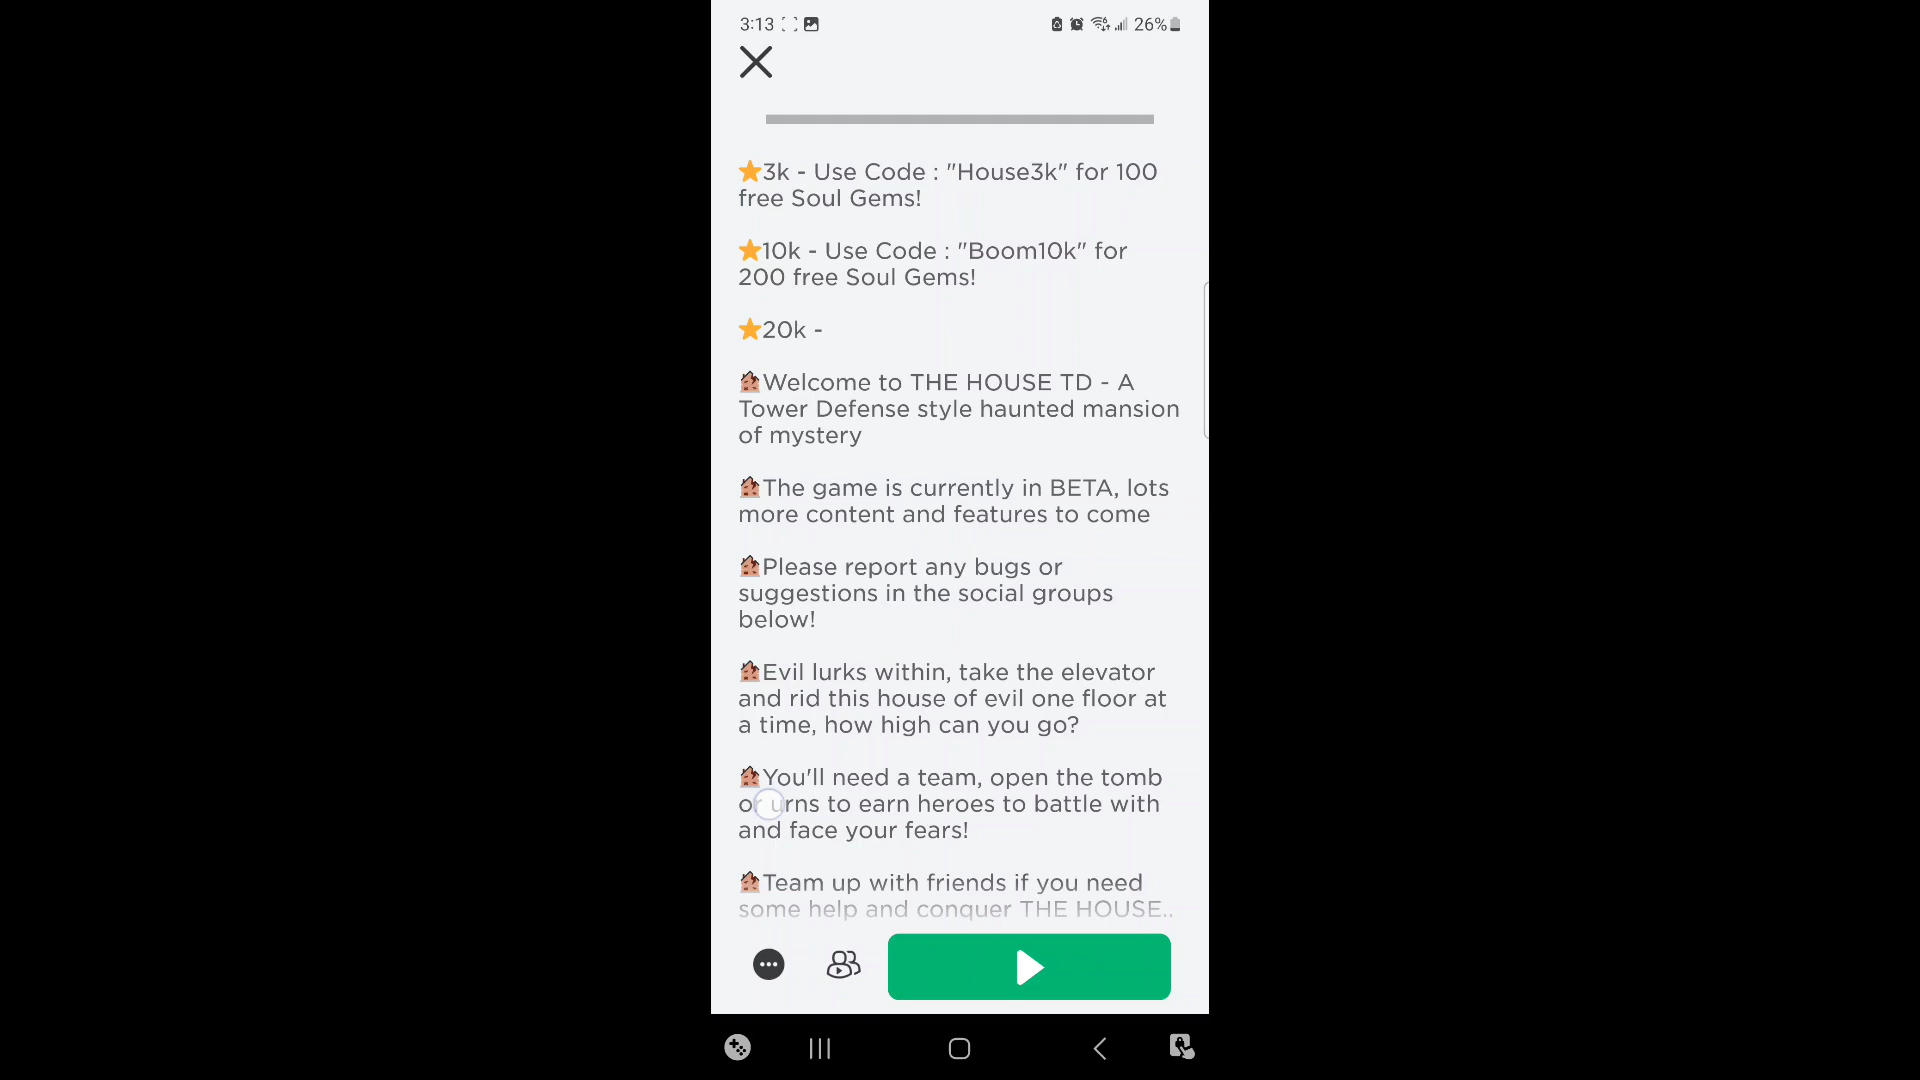 3:13
26%
⭐3k - Use Code : "House3k" for 100
free Soul Gems!
⭐10k - Use Code : "Boom10k" for
200 free Soul Gems!
⭐20k -
🏚Welcome to THE HOUSE TD - A
Tower Defense style haunted mansion
of mystery
🏚The game is currently in BETA, lots
more content and features to come
🏚Please report any bugs or
suggestions in the social groups
below!
🏚Evil lurks within, take the elevator
and rid this house of evil one floor at
a time, how high can you go?
🏚You'll need a team, open the tomb
or urns to earn heroes to battle with
and face your fears!
🏚Team up with friends if you need
some help and conquer THE HOUSE..